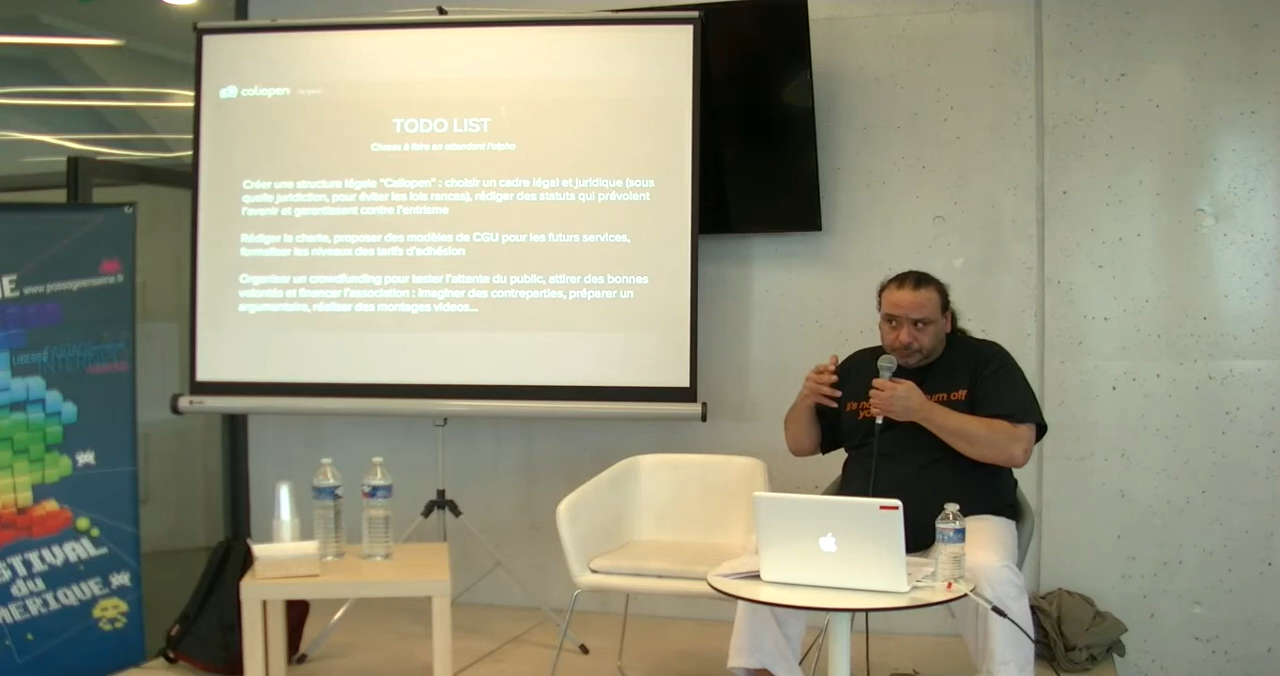 caliopen
TODO LIST
Choses à faire en attendant l'alpha
Créer une structure légale "Caliopen" : choisir un cadre légal et juridique (sous
quelle juridiction, pour éviter les lois rances), rédiger des statuts qui prévoient
l'avenir et garantissent contre l'entrisme
Rédiger la charte, proposer des modèles de CGU pour les futurs services,
formaliser les niveaux des tarifs d'adhésion
Organiser un crowdfunding pour tester l'attente du public, attirer des bonnes
volontés et financer l'association : imaginer des contreparties, préparer un
argumentaire, réaliser des montages videos...
www.passageenseine.fr
LIBERTÉ
INTERNET
STIVAL
du
MERIQUE
It's
turn off